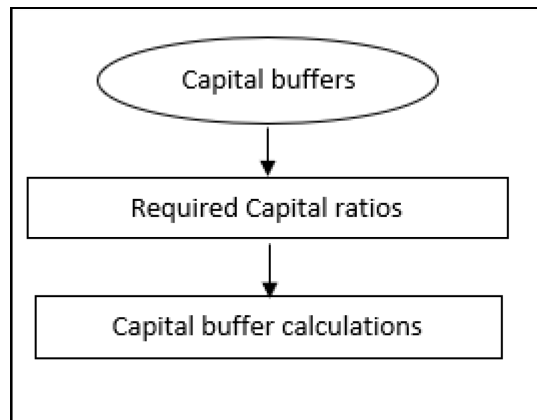 Capital buffers
Required Capital ratios
Capital buffer calculations